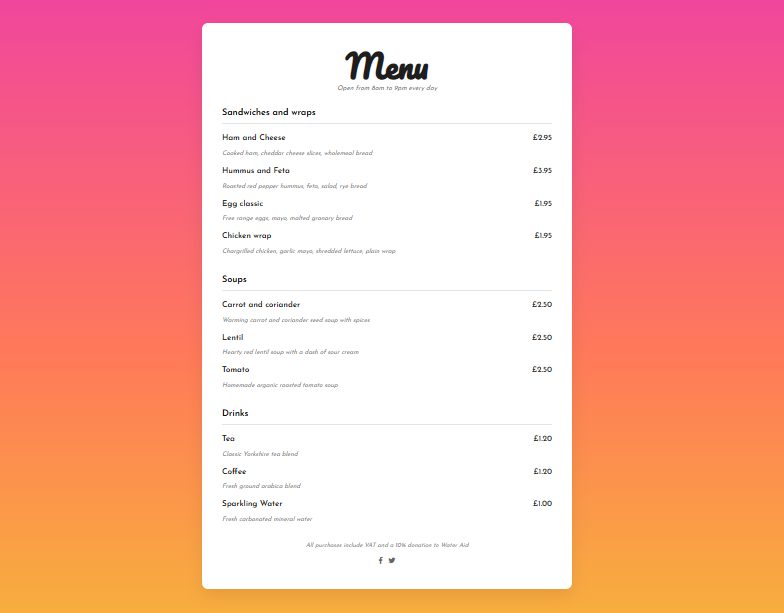 Menu
Open from 8am to 9pm every day
Sandwiches and wraps
Ham and Cheese £2.95
Cooked ham, cheddar cheese slices, wholemeal bread
Hummus and Feta £3.95
Roasted red pepper hummus, feta, salad, rye bread
Egg classic £1.95
Free range eggs, mayo, malted granary bread
Chicken wrap £1.95
Chargrilled chicken, garlic mayo, shredded lettuce, plain wrap
Soups
Carrot and coriander £2.50
Warming carrot and coriander seed soup with spices
Lentil £2.50
Hearty red lentil soup with a dash of sour cream
Tomato £2.50
Homemade organic roasted tomato soup
Drinks
Tea £1.20
Classic Yorkshire tea blend
Coffee £1.20
Fresh ground arabica blend
Sparkling Water £1.00
Fresh carbonated mineral water
All purchases include VAT and a 10% donation to Water Aid